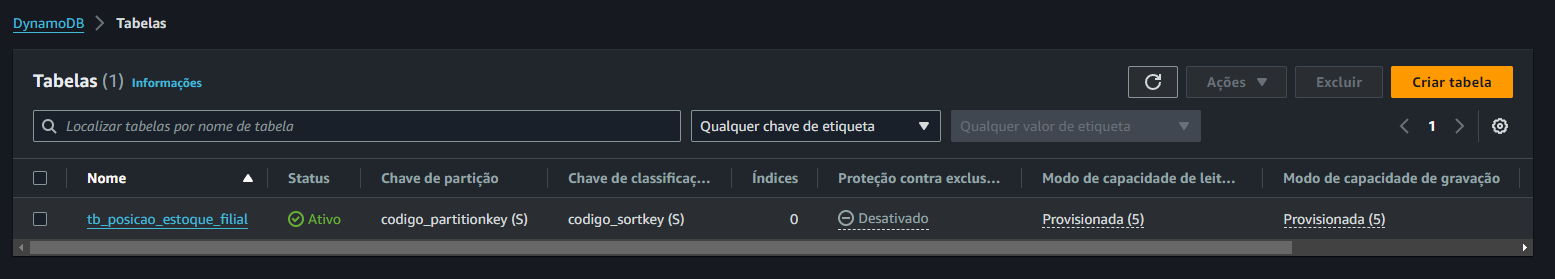 DynamoDB > Tabelas
Tabelas (1) Informações
Ações Excluir Criar tabela
Localizar tabelas por nome de tabela Qualquer chave de etiqueta Qualquer valor de etiqueta 1
Nome Status Chave de partição Chave de classificaç... Índices Proteção contra exclus... Modo de capacidade de leit... Modo de capacidade de gravação
tb_posicao_estoque_filial Ativo codigo_partitionkey (S) codigo_sortkey (S) 0 Desativado Provisionada (5) Provisionada (5)